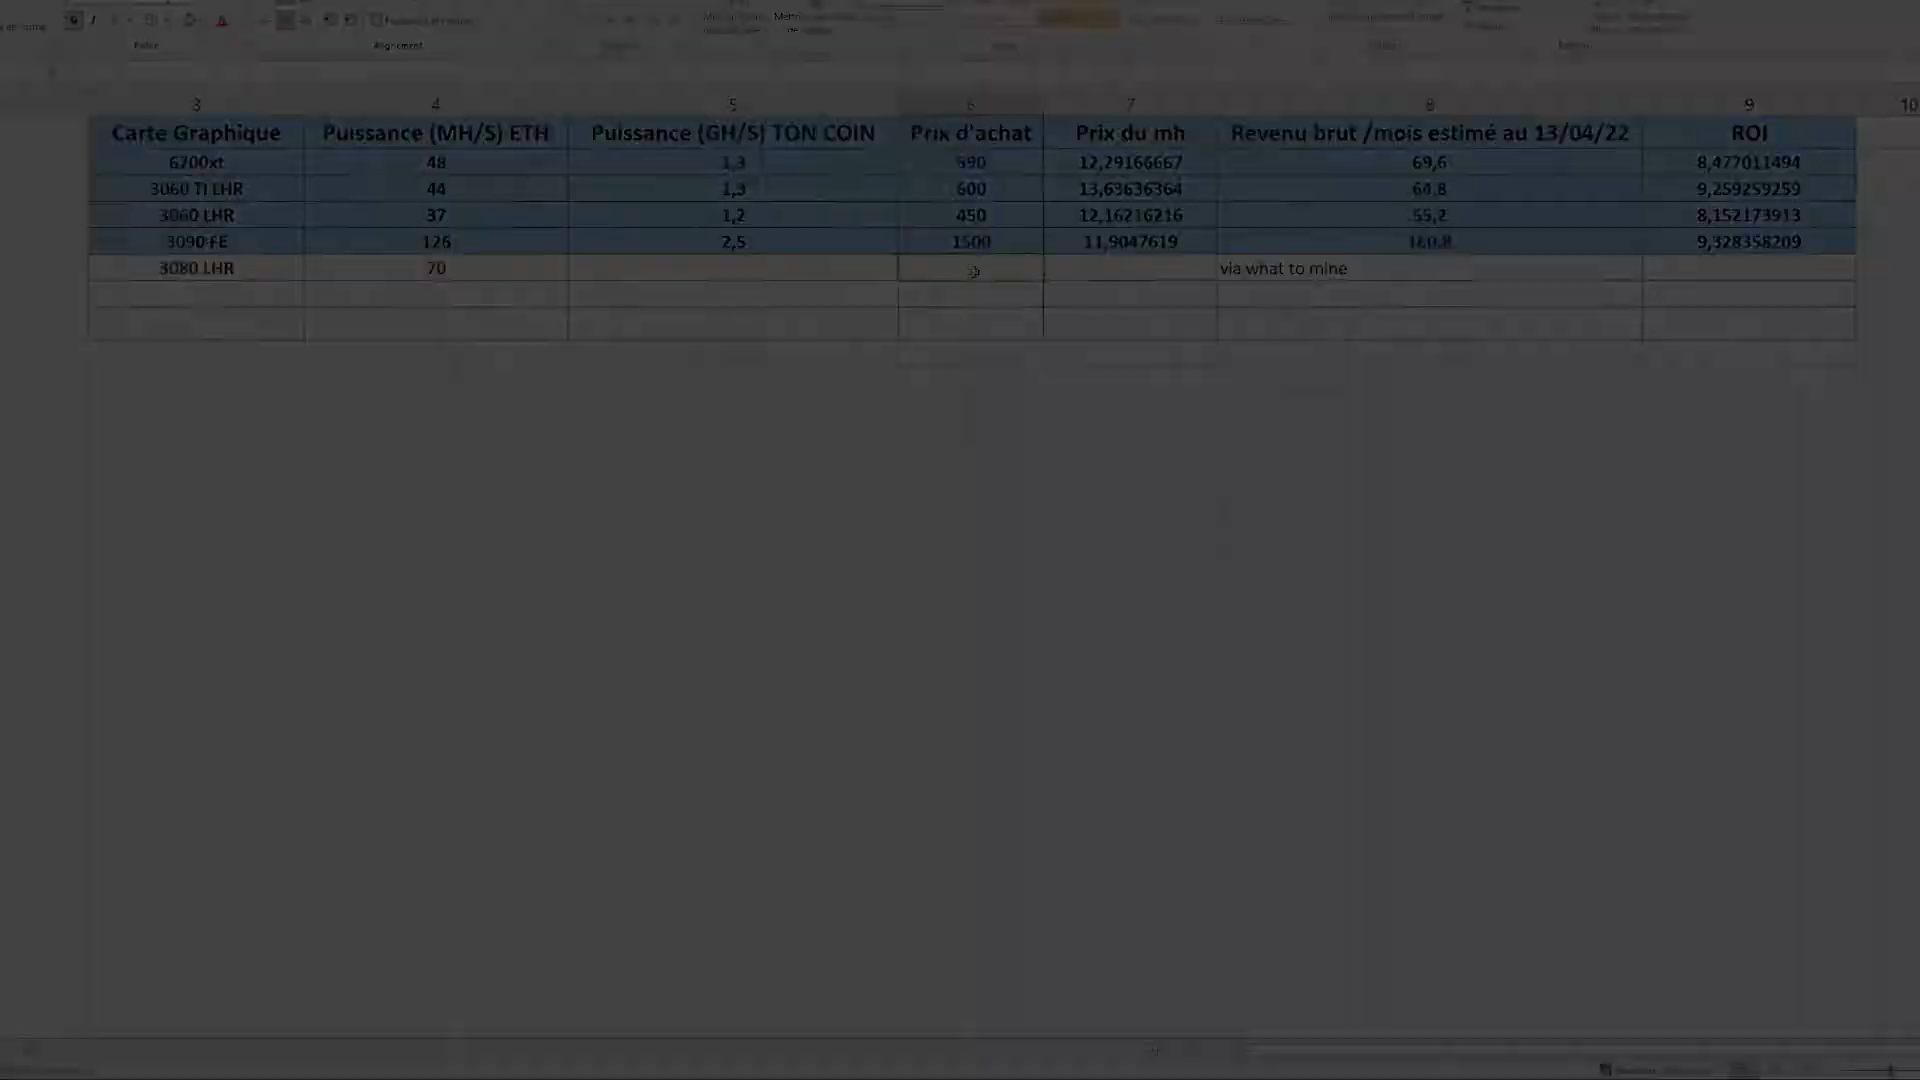 Alignement
3 4 5 6 7 8 9 10
Carte Graphique Puissance (MH/S) ETH Puissance (GH/S) TON COIN Prix d'achat Prix du mh Revenu brut /mois estimé au 13/04/22 ROI
6700xt 48 1,3 590 12,29166667 69,6 8,477011494
3060 TI LHR 44 1,3 600 13,63636364 64,8 9,259259259
3060 LHR 37 1,2 450 12,16216216 55,2 8,152173913
3090 FE 126 2,5 1500 11,9047619 160,8 9,328358209
3080 LHR 70 via what to mine